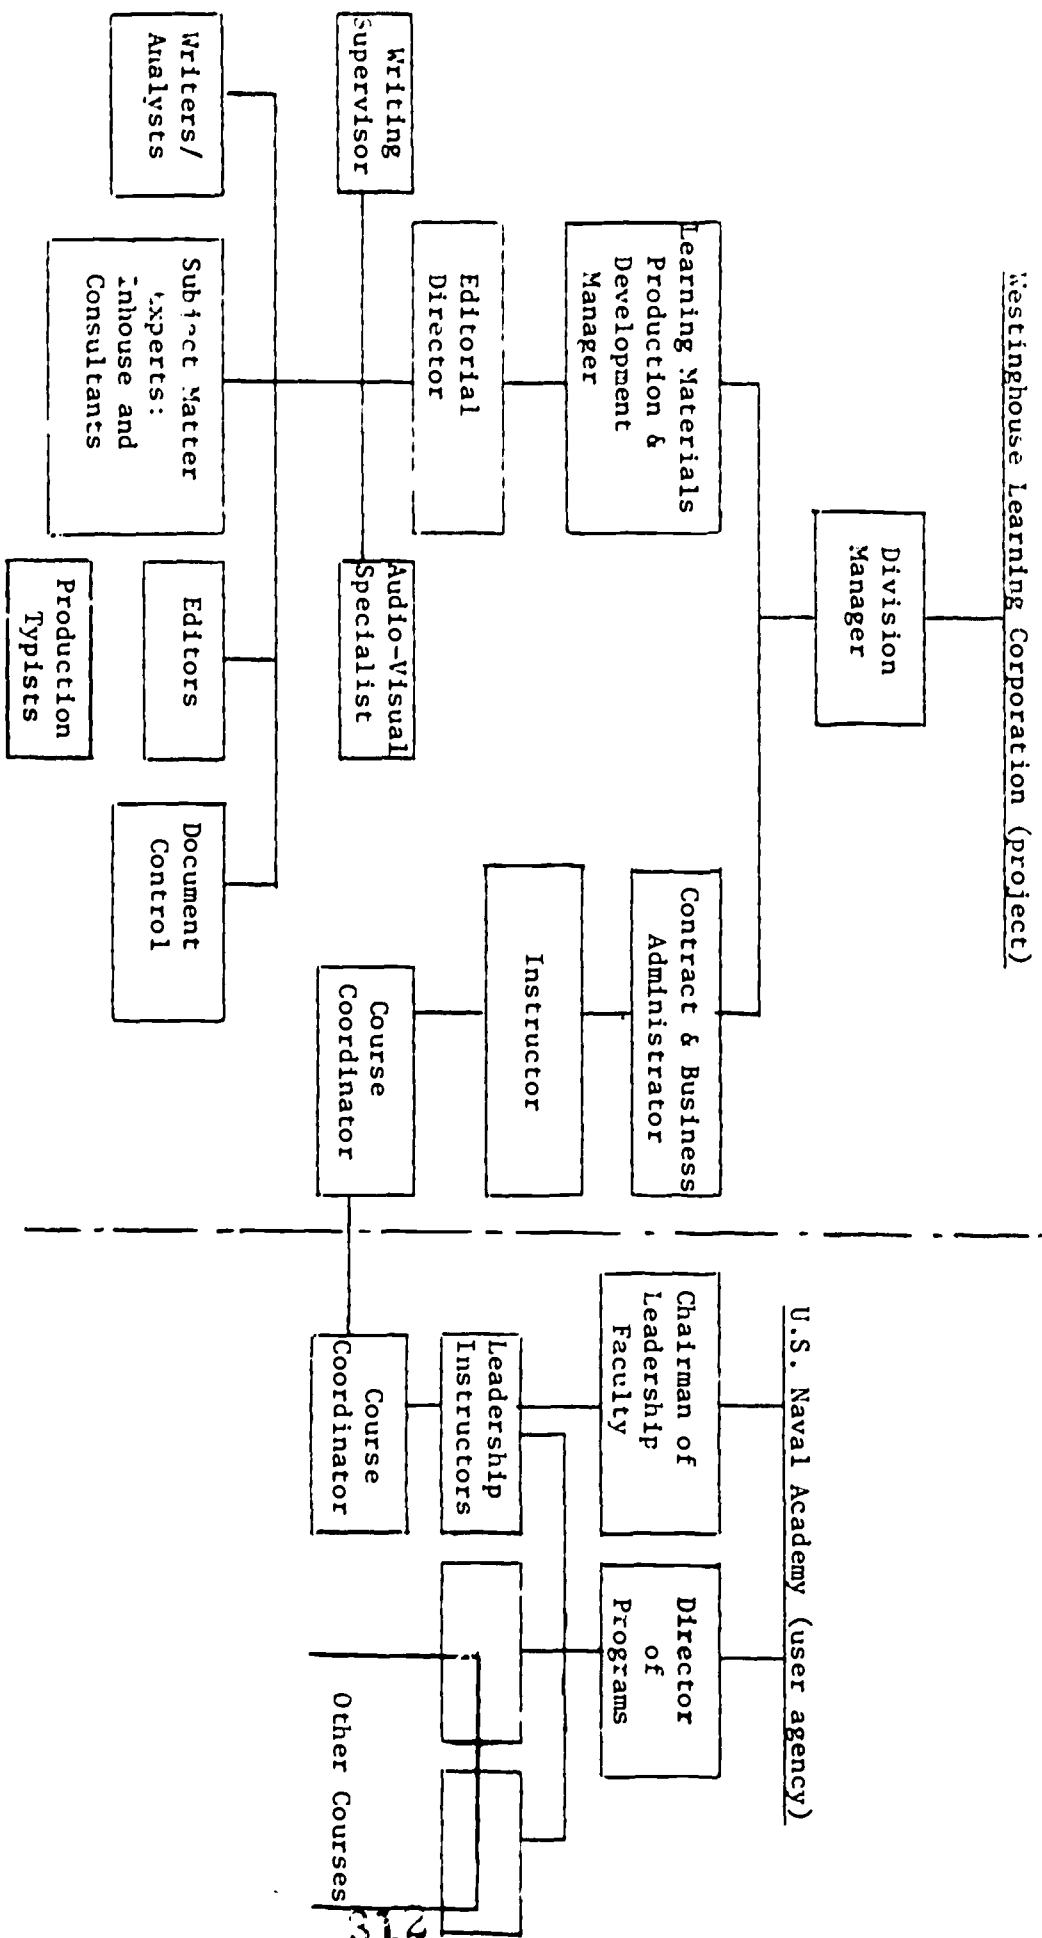 Westinghouse Learning Corporation (project)
Division
Manager
Learning Materials
Production &
Development
Manager
Contract & Business
Administrator
Editorial
Director
Instructor
Writing
Supervisor
Audio-Visual
Specialist
Course
Coordinator
Writers/
Analysts
Subject Matter
Experts:
Inhouse and
Consultants
Editors
Document
Control
Production
Typists
U.S. Naval Academy (user agency)
Chairman of
Leadership
Faculty
Director
of
Programs
Leadership
Instructors
Course
Coordinator
Other Courses